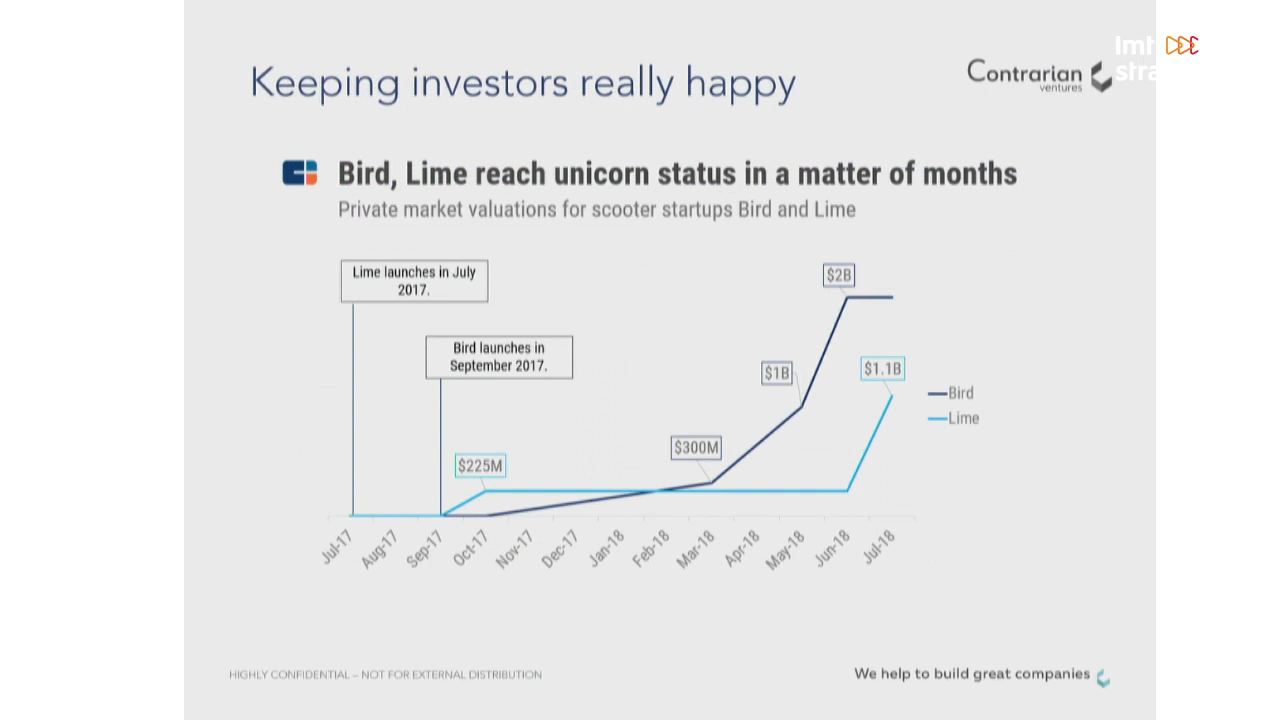 Keeping investors really happy
Contrarian
ventures
Bird, Lime reach unicorn status in a matter of months
Private market valuations for scooter startups Bird and Lime
Lime launches in July
2017.
Bird launches in
September 2017.
$2B
$1B
$1.1B
$300M
$225M
Bird
Lime
Jul-17
Aug-17
Sep-17
Oct-17
Nov-17
Dec-17
Jan-18
Feb-18
Mar-18
Apr-18
May-18
Jun-18
Jul-18
HIGHLY CONFIDENTIAL – NOT FOR EXTERNAL DISTRIBUTION
We help to build great companies